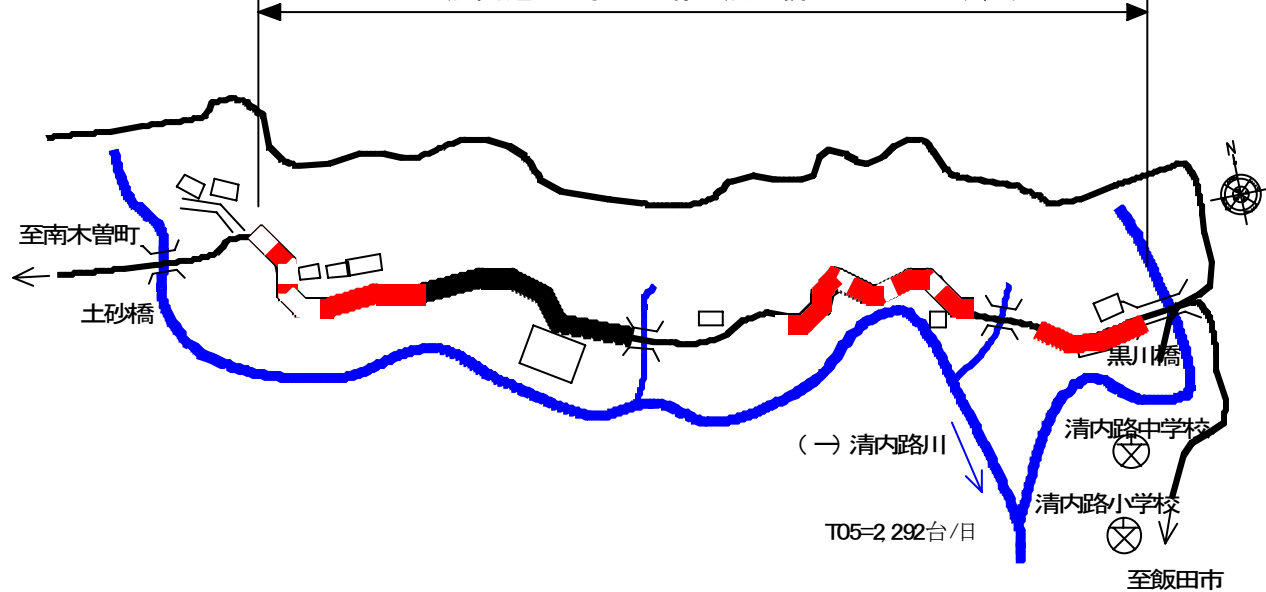 N
至南木曽町
土砂橋
黒川橋
清内路中学校
(一) 清内路川
清内路小学校
T05=2,292台/日
至飯田市